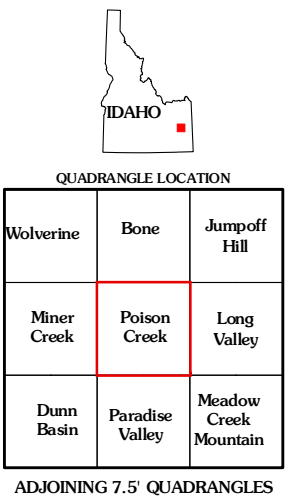 IDAHO
QUADRANGLE LOCATION
Wolverine
Bone
Jumpoff
Hill
Miner
Creek
Poison
Creek
Long
Valley
Dunn
Basin
Paradise
Valley
Meadow
Creek
Mountain
ADJOINING 7.5' QUADRANGLES